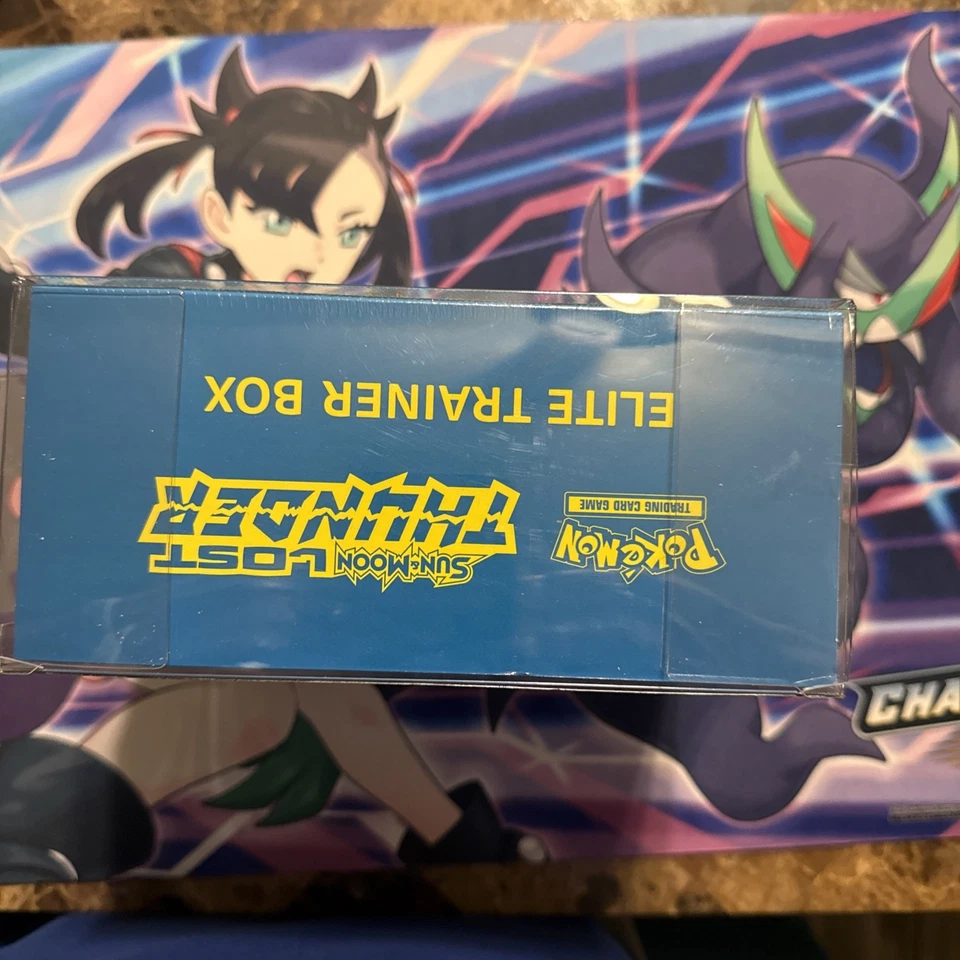 POKÉMON
TRADING CARD GAME
SUN & MOON LOST
THUNDER
ELITE TRAINER BOX
CHA